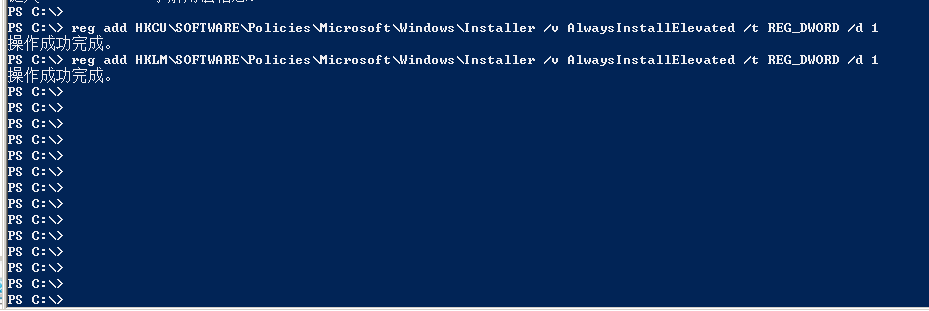 PS C:\>
PS C:\> reg add HKCU\SOFTWARE\Policies\Microsoft\Windows\Installer /v AlwaysInstallElevated /t REG_DWORD /d 1
操作成功完成。
PS C:\> reg add HKLM\SOFTWARE\Policies\Microsoft\Windows\Installer /v AlwaysInstallElevated /t REG_DWORD /d 1
操作成功完成。
PS C:\>
PS C:\>
PS C:\>
PS C:\>
PS C:\>
PS C:\>
PS C:\>
PS C:\>
PS C:\>
PS C:\>
PS C:\>
PS C:\>
PS C:\>
PS C:\>